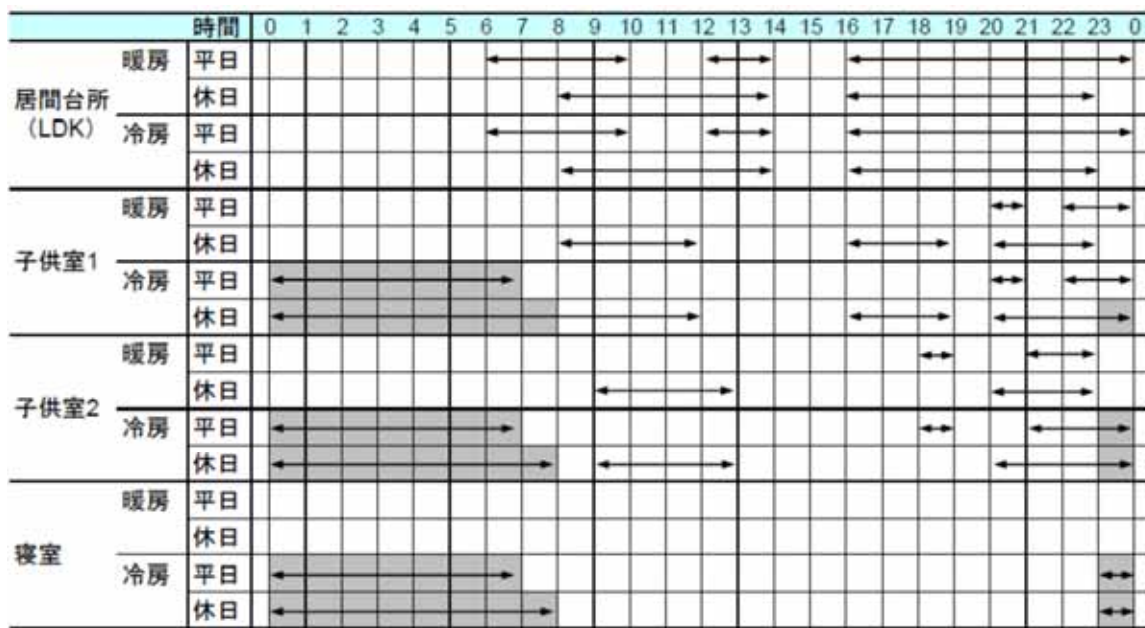 時間 0 1 2 3 4 5 6 7 8 9 10 11 12 13 14 15 16 17 18 19 20 21 22 23 0
居間台所
(LDK)
暖房 平日
休日
冷房 平日
休日
子供室1
暖房 平日
休日
冷房 平日
休日
子供室2
暖房 平日
休日
冷房 平日
休日
寝室
暖房 平日
休日
冷房 平日
休日